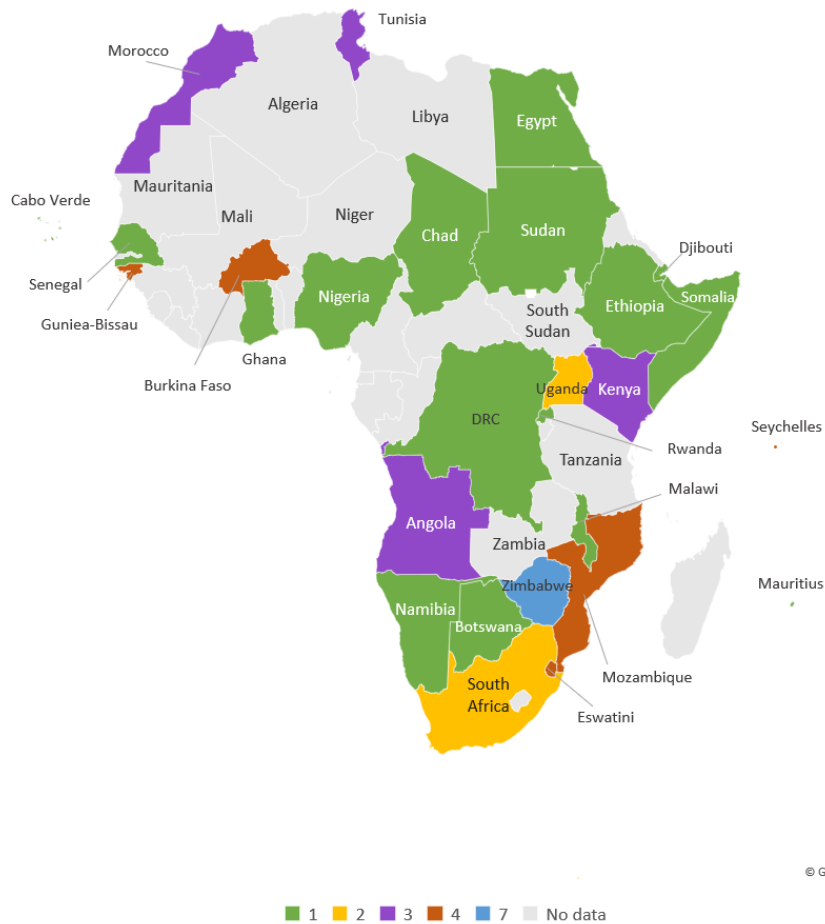 Tunisia
Morocco
Algeria
Libya
Egypt
Mauritania
Cabo Verde
Mali
Niger
Chad
Sudan
Djibouti
Senegal
Nigeria
Ethiopia
Somalia
Guniea-Bissau
South
Sudan
Ghana
Burkina Faso
Uganda
Kenya
DRC
Seychelles
Rwanda
Tanzania
Malawi
Angola
Zambia
Zimbabwe
Mauritius
Namibia
Botswana
Mozambique
South
Africa
Eswatini
© G
1 2 3 4 7 No data